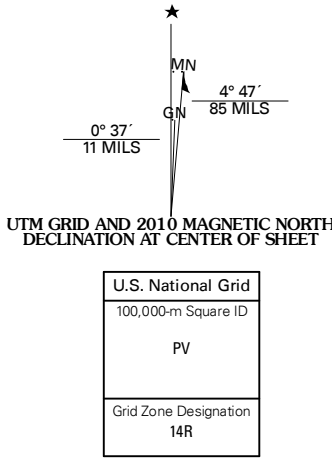 MN
4° 47´
85 MILS
GN
0° 37´
11 MILS
UTM GRID AND 2010 MAGNETIC NORTH
DECLINATION AT CENTER OF SHEET
U.S. National Grid
100,000-m Square ID
PV
Grid Zone Designation
14R